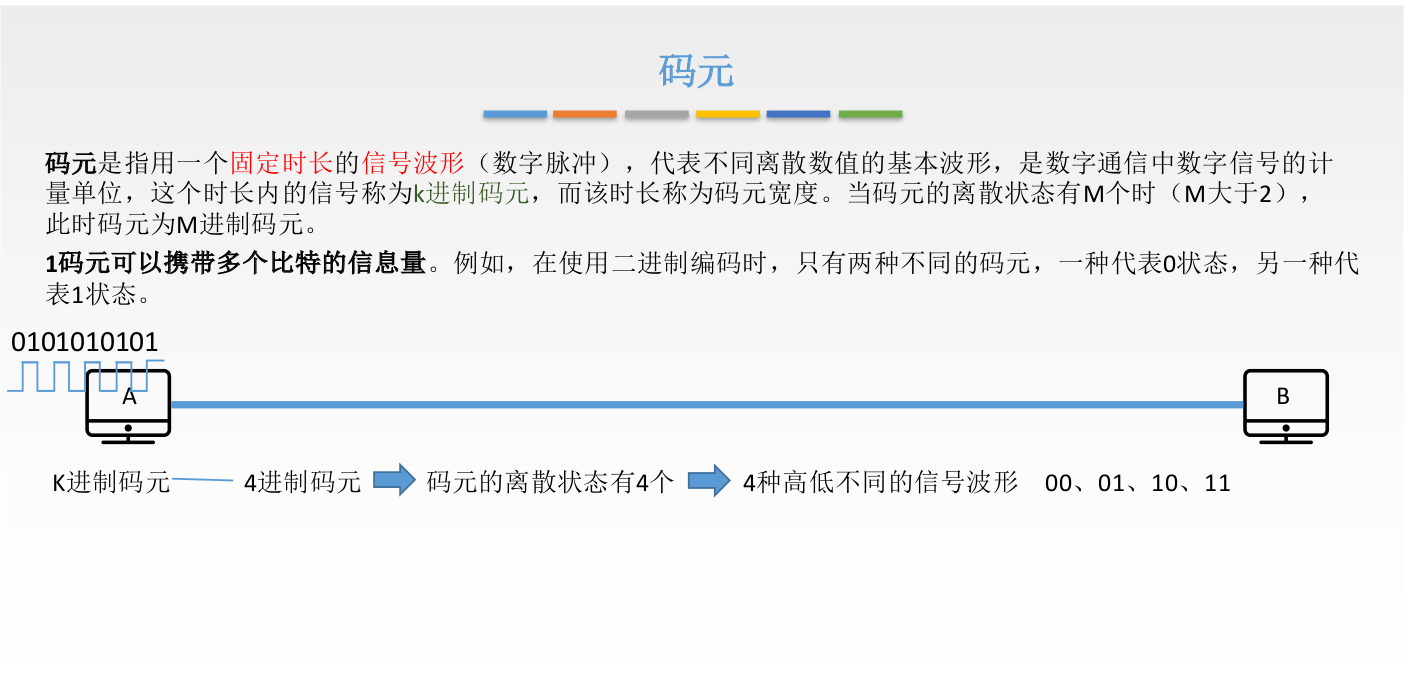 码元
码元是指用一个固定时长的信号波形（数字脉冲），代表不同离散数值的基本波形，是数字通信中数字信号的计
量单位，这个时长内的信号称为k进制码元，而该时长称为码元宽度。当码元的离散状态有M个时（M大于2），
此时码元为M进制码元。
1码元可以携带多个比特的信息量。例如，在使用二进制编码时，只有两种不同的码元，一种代表0状态，另一种代
表1状态。
0101010101
A
B
K进制码元 4进制码元 码元的离散状态有4个 4种高低不同的信号波形 00、01、10、11